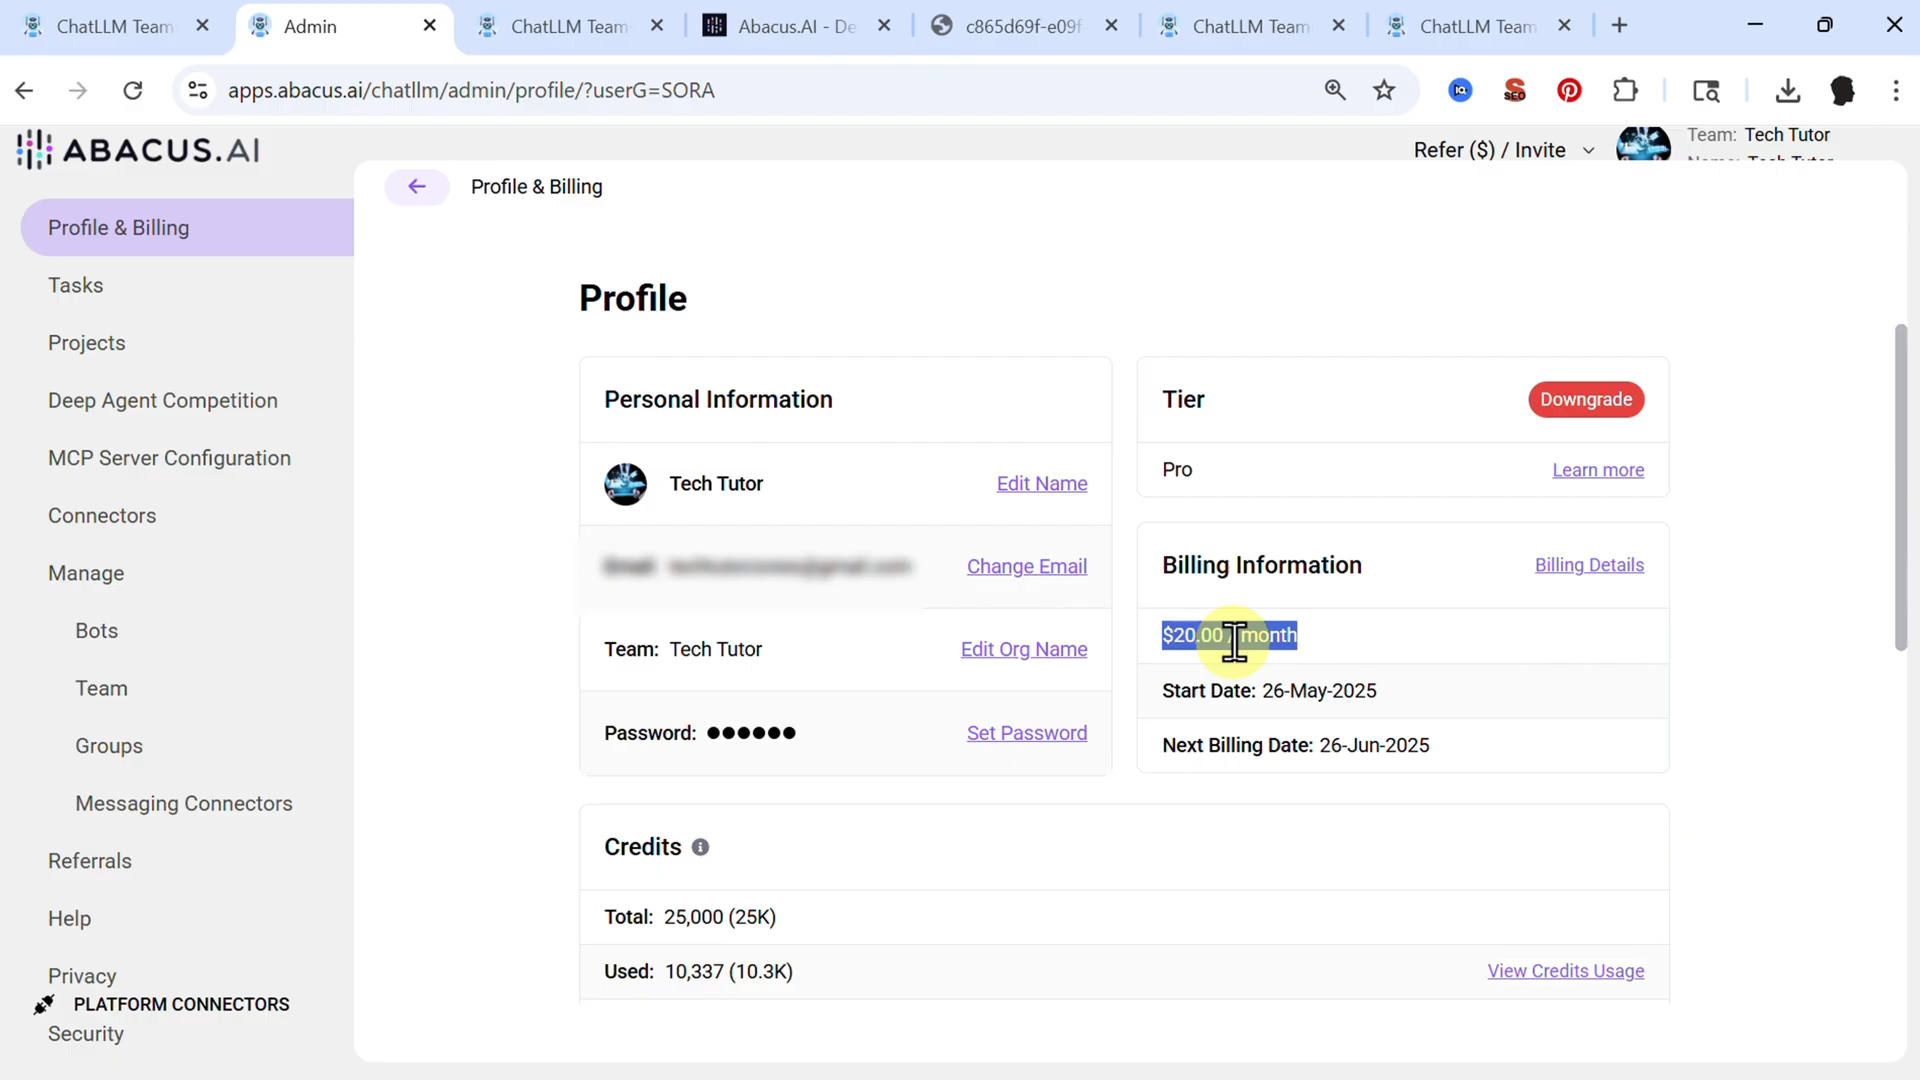 ChatLLM Team
Admin
ChatLLM Team
Abacus.AI - De
c865d69f-e09f
ChatLLM Team
ChatLLM Team
apps.abacus.ai/chatllm/admin/profile/?userG=SORA
SEO
ABACUS.AI
Refer ($) / Invite
Team: Tech Tutor
Profile & Billing
Tasks
Projects
Deep Agent Competition
MCP Server Configuration
Connectors
Manage
Bots
Team
Groups
Messaging Connectors
Referrals
Help
Privacy
PLATFORM CONNECTORS
Security
Profile & Billing
Profile
Personal Information
Tech Tutor
Edit Name
Change Email
Team: Tech Tutor
Edit Org Name
Password: ●●●●●●
Set Password
Tier
Downgrade
Pro
Learn more
Billing Information
Billing Details
$20.00 / month
Start Date: 26-May-2025
Next Billing Date: 26-Jun-2025
Credits
Total: 25,000 (25K)
Used: 10,337 (10.3K)
View Credits Usage